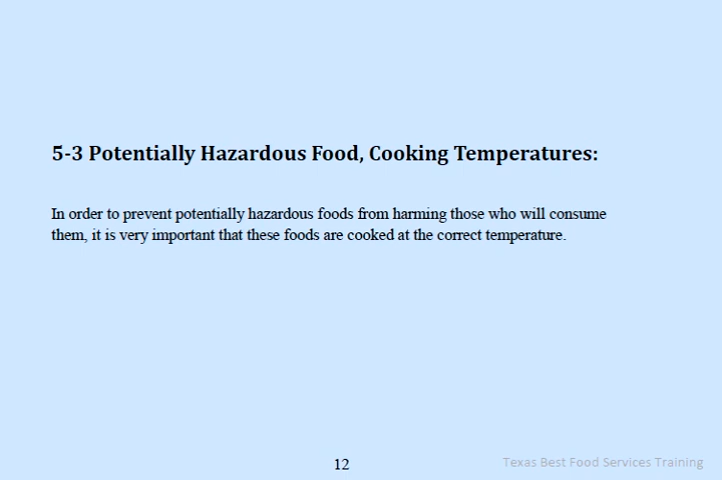 5-3 Potentially Hazardous Food, Cooking Temperatures:
In order to prevent potentially hazardous foods from harming those who will consume
them, it is very important that these foods are cooked at the correct temperature.
12
Texas Best Food Services Training